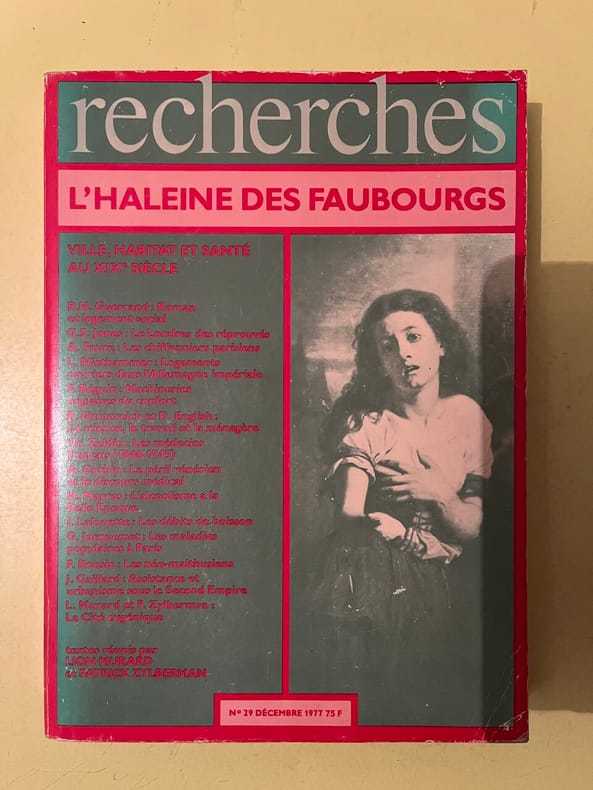 recherches
L'HALEINE DES FAUBOURGS
VILLE, HABITAT ET SANTÉ
AU XIXe SIÈCLE
R.H. Guerrand : Roman
et logement social
G.S. Jones : Le Londres des réprouvés
A. Faure : Les chiffonniers parisiens
L. Niethammer : Logements
ouvriers dans l'Allemagne impériale
F. Béguin : Machineries
anglaises du confort
B. Ehrenreich et D. English :
La science, le travail et la ménagère
Th. Zeldin : Les médecins
français (1848-1945)
A. Corbin : Le péril vénérien
et le discours médical
M. Marrus : L'alcoolisme à la
Belle Epoque
J. Lalouette : Les débits de boisson
G. Jacquemet : Les maladies
populaires à Paris
F. Ronsin : Les néo-malthusiens
J. Gaillard : Assistance et
urbanisme sous le Second Empire
L. Murard et P. Zylberman :
La Cité eugénique
textes réunis par
LION MURARD
et PATRICK ZYLBERMAN
No 29 DÉCEMBRE 1977 75 F